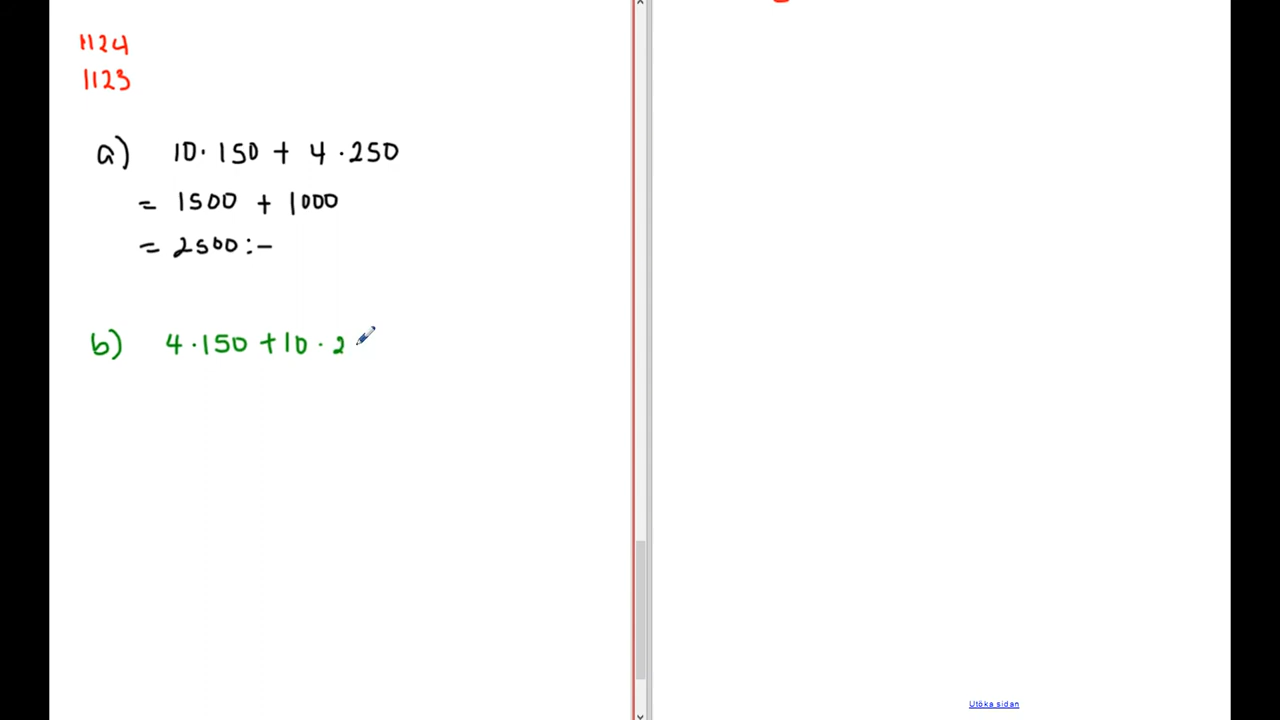 1124
1123
a) 10·150 + 4·250
= 1500 + 1000
= 2500:-
b) 4·150 + 10·2
Utöka sidan